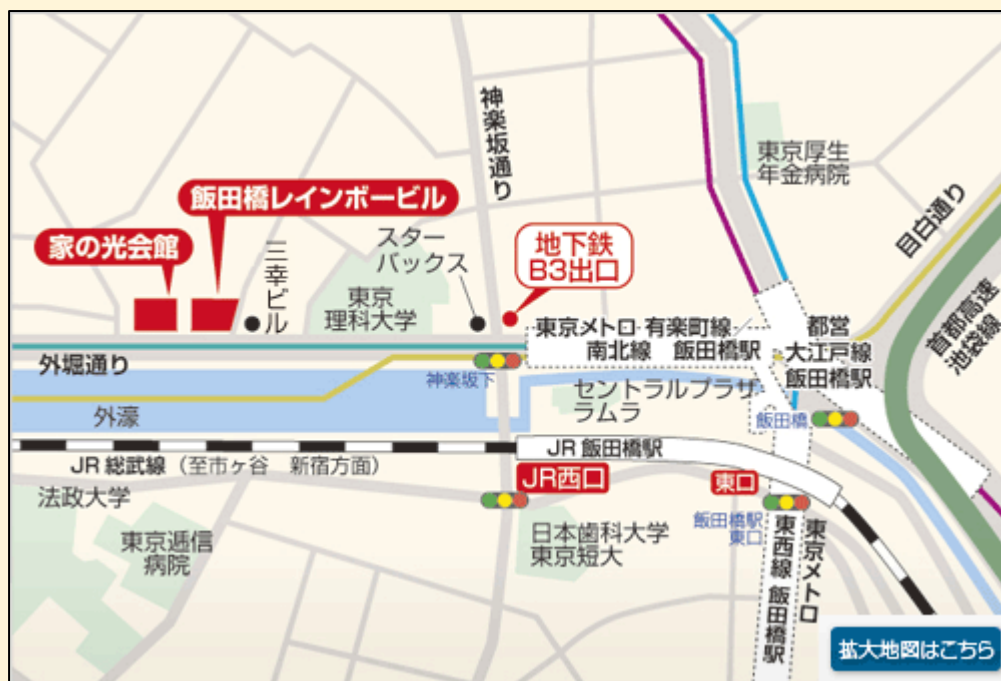 神楽坂通り
東京厚生
年金病院
飯田橋レインボービル
家の光会館
三幸ビル
スター
バックス
地下鉄
B3出口
目白通り
首都高速
池袋線
東京
理科大学
東京メトロ 有楽町線
南北線 飯田橋駅
都営
大江戸線
飯田橋駅
外堀通り
神楽坂下
セントラルプラザ
ラムラ
飯田橋
外濠
JR 飯田橋駅
JR 総武線（至市ヶ谷 新宿方面）
JR西口
東口
法政大学
東京逓信
病院
日本歯科大学
東京短大
飯田橋駅
東口
東京メトロ
東西線 飯田橋駅
拡大地図はこちら